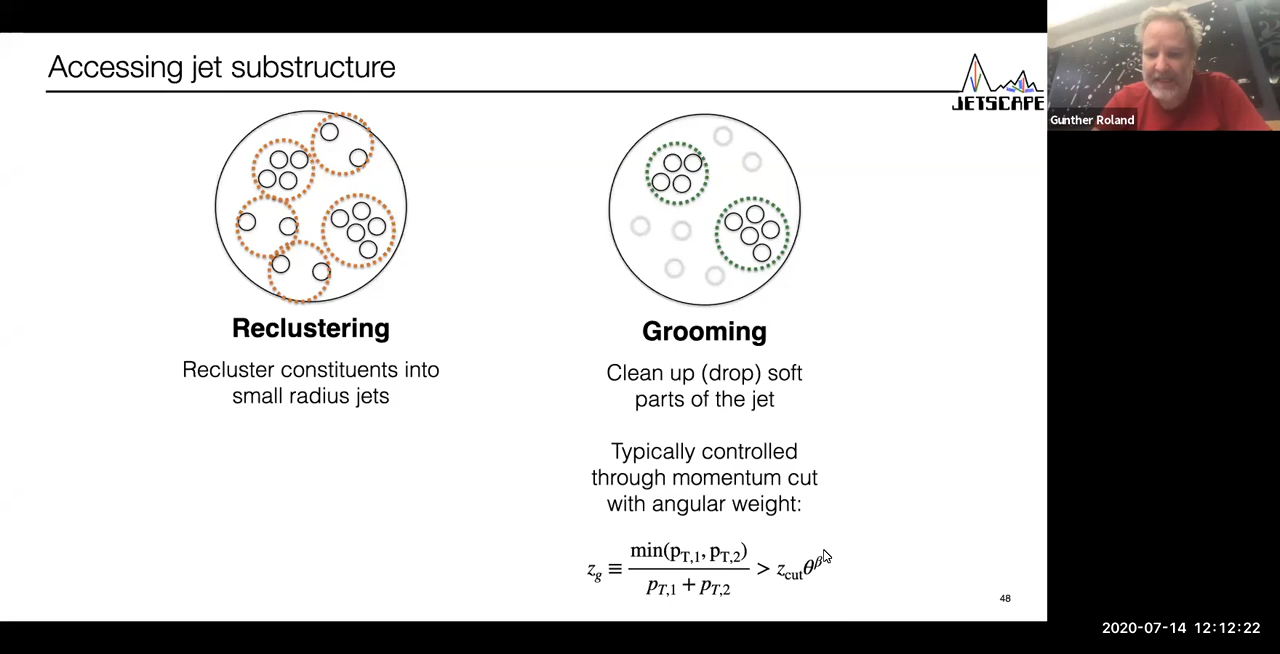 Accessing jet substructure
JETSCAPE
Gunther Roland
Reclustering
Recluster constituents into
small radius jets
Grooming
Clean up (drop) soft
parts of the jet
Typically controlled
through momentum cut
with angular weight:
z_g ≡ min(p_T,1, p_T,2) / (p_T,1 + p_T,2) > z_cut θ^β
48
2020-07-14 12:12:22